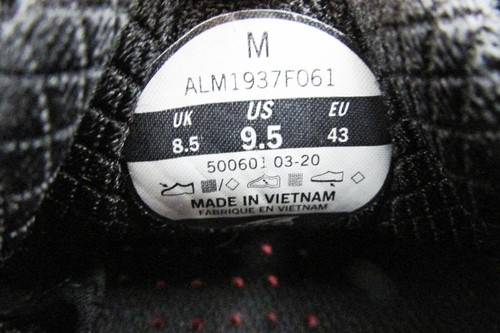 M
ALM1937F061
UK US EU
8.5 9.5 43
500601 03-20
MADE IN VIETNAM
FABRIQUE EN VIETNAM